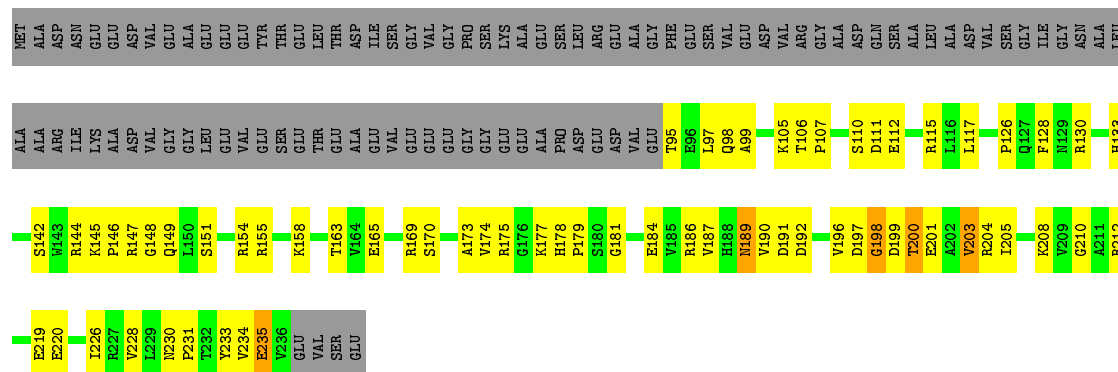 MET ALA ASP ASN GLU GLU ASP VAL GLU ALA GLU GLU GLU TYR THR GLU LEU THR ASP ILE SER GLY VAL GLY PRO SER LYS ALA GLU SER LEU ARG GLU ALA GLY PHE GLU SER VAL GLU ASP VAL ARG GLY ALA ASP GLN SER ALA LEU ALA ASP VAL SER GLY ILE GLY ASN ALA LEU
ALA ALA ARG ILE LYS ALA ASP VAL GLY GLY LEU GLU VAL GLU SER GLU THR GLU ALA GLU VAL GLU GLU GLU GLY GLY GLU GLU ALA PRO ASP GLU ASP VAL GLU T95 E96 L97 Q98 A99 K105 T106 P107 S110 D111 E112 R115 L116 L117 P126 Q127 F128 N129 R130 H133
S142 W143 R144 K145 P146 R147 G148 Q149 L150 S151 R154 R155 K158 T163 V164 E165 R169 S170 A173 V174 R175 G176 K177 H178 P179 S180 G181 E184 V185 R186 V187 H188 N189 V190 D191 D192 V196 D197 G198 D199 T200 E201 A202 V203 R204 I205 K208 V209 G210 A211 R212
E219 E220 I226 R227 V228 L229 N230 P231 T232 Y233 V234 E235 V236 GLU VAL SER GLU